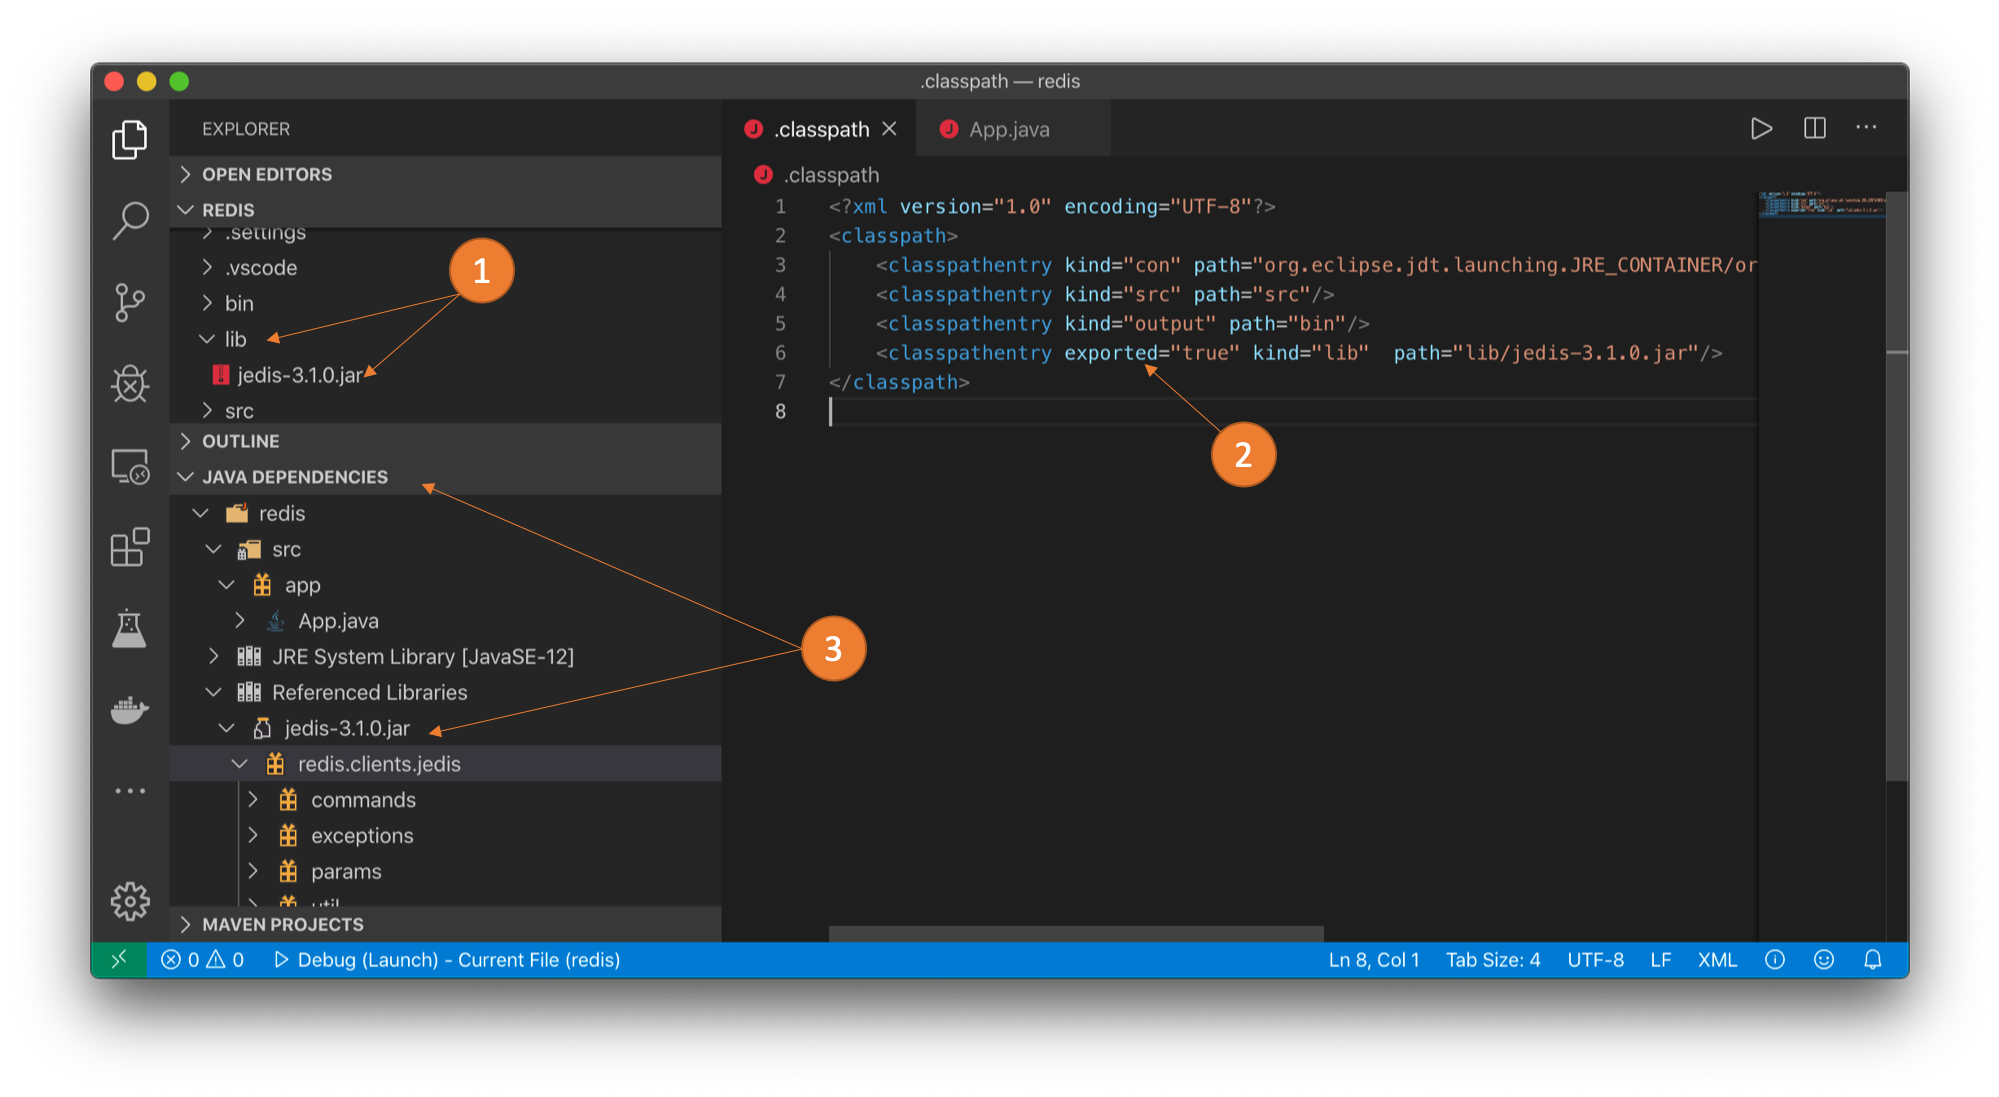 .classpath — redis
EXPLORER
OPEN EDITORS
REDIS
.settings
.vscode
bin
lib
jedis-3.1.0.jar
src
OUTLINE
JAVA DEPENDENCIES
redis
src
app
App.java
JRE System Library [JavaSE-12]
Referenced Libraries
jedis-3.1.0.jar
redis.clients.jedis
commands
exceptions
params
util
MAVEN PROJECTS
1
2
3
.classpath
App.java
.classpath
1 <?xml version="1.0" encoding="UTF-8"?>
2 <classpath>
3 <classpathentry kind="con" path="org.eclipse.jdt.launching.JRE_CONTAINER/or
4 <classpathentry kind="src" path="src"/>
5 <classpathentry kind="output" path="bin"/>
6 <classpathentry exported="true" kind="lib" path="lib/jedis-3.1.0.jar"/>
7 </classpath>
8
0 0 Debug (Launch) - Current File (redis) Ln 8, Col 1 Tab Size: 4 UTF-8 LF XML